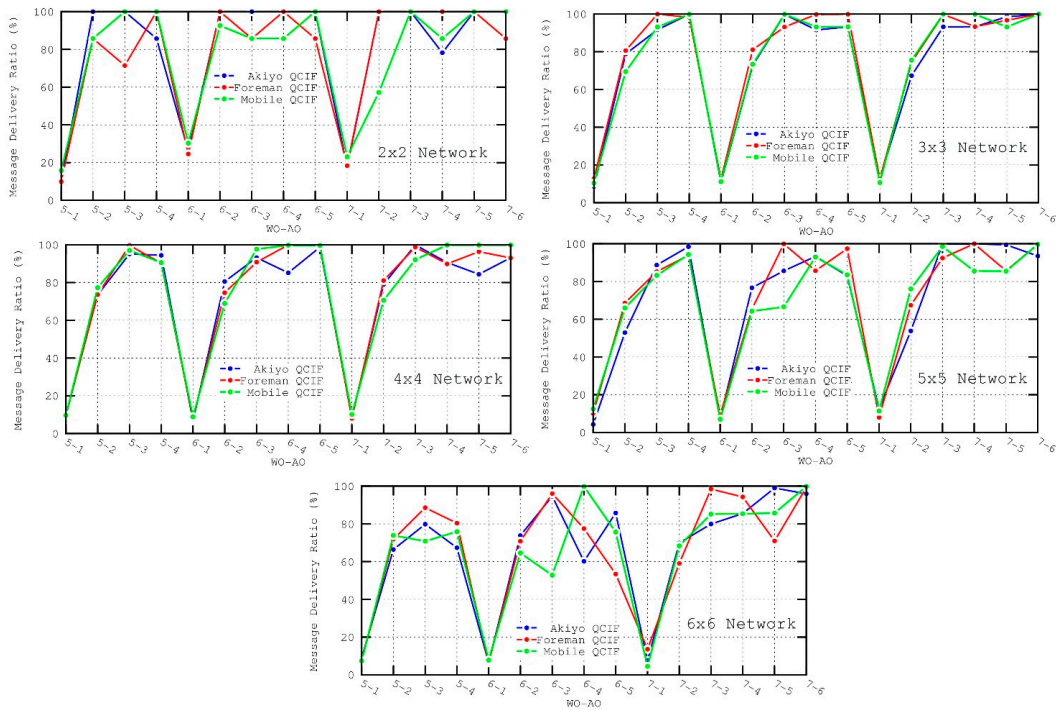 Message Delivery Ratio (%)
100
80
60
40
20
0
Akiyo QCIF
Foreman QCIF
Mobile QCIF
2x2 Network
5-1 5-2 5-3 5-4 6-1 6-2 6-3 6-4 6-5 7-1 7-2 7-3 7-4 7-5 7-6
WO-AO
Message Delivery Ratio (%)
100
80
60
40
20
0
Akiyo QCIF
Foreman QCIF
Mobile QCIF
3x3 Network
5-1 5-2 5-3 5-4 6-1 6-2 6-3 6-4 6-5 7-1 7-2 7-3 7-4 7-5 7-6
WO-AO
Message Delivery Ratio (%)
100
80
60
40
20
0
Akiyo QCIF
Foreman QCIF
Mobile QCIF
4x4 Network
5-1 5-2 5-3 5-4 6-1 6-2 6-3 6-4 6-5 7-1 7-2 7-3 7-4 7-5 7-6
WO-AO
Message Delivery Ratio (%)
100
80
60
40
20
0
Akiyo QCIF
Foreman QCIF
Mobile QCIF
5x5 Network
5-1 5-2 5-3 5-4 6-1 6-2 6-3 6-4 6-5 7-1 7-2 7-3 7-4 7-5 7-6
WO-AO
Message Delivery Ratio (%)
100
80
60
40
20
0
Akiyo QCIF
Foreman QCIF
Mobile QCIF
6x6 Network
5-1 5-2 5-3 5-4 6-1 6-2 6-3 6-4 6-5 7-1 7-2 7-3 7-4 7-5 7-6
WO-AO